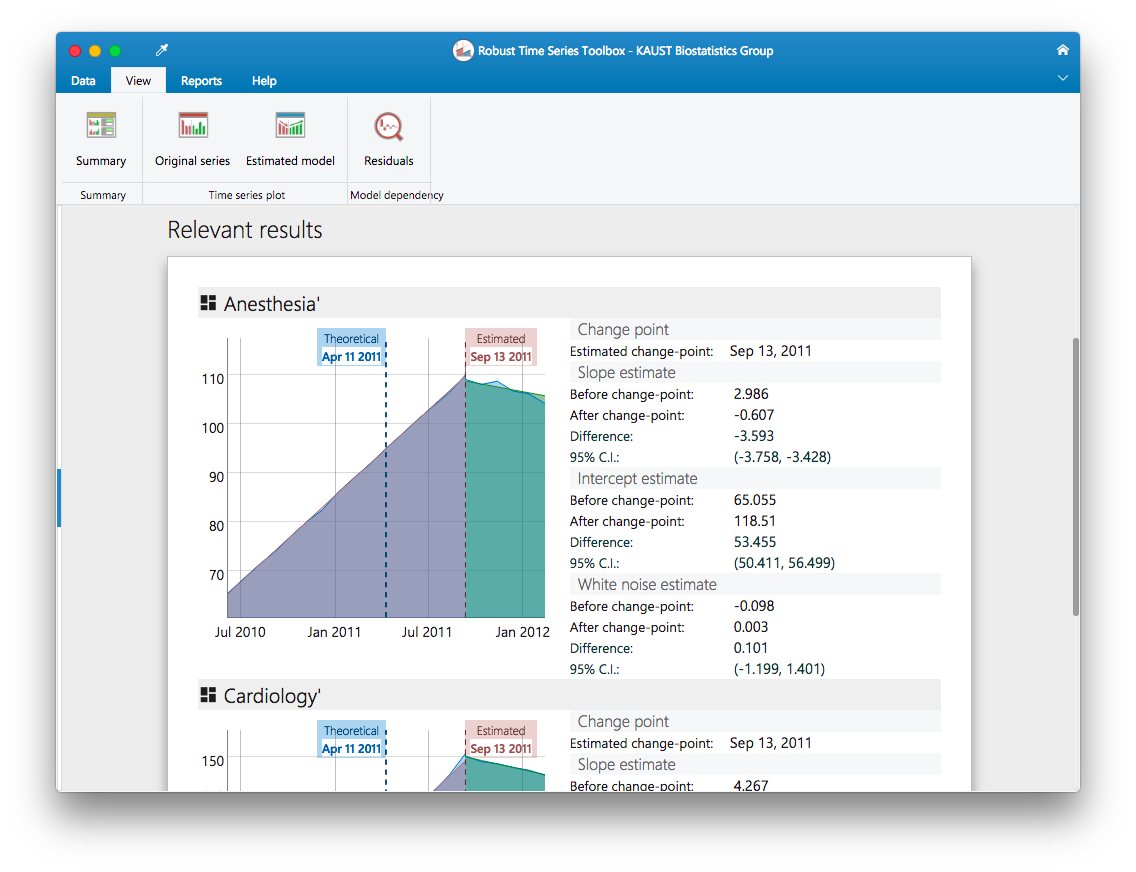 Robust Time Series Toolbox - KAUST Biostatistics Group
Data View Reports Help
Summary Original series Estimated model Residuals
Summary Time series plot Model dependency
Relevant results
Anesthesia'
Theoretical
Apr 11 2011
Estimated
Sep 13 2011
110
100
90
80
70
Jul 2010 Jan 2011 Jul 2011 Jan 2012
Change point
Estimated change-point: Sep 13, 2011
Slope estimate
Before change-point: 2.986
After change-point: -0.607
Difference: -3.593
95% C.I.: (-3.758, -3.428)
Intercept estimate
Before change-point: 65.055
After change-point: 118.51
Difference: 53.455
95% C.I.: (50.411, 56.499)
White noise estimate
Before change-point: -0.098
After change-point: 0.003
Difference: 0.101
95% C.I.: (-1.199, 1.401)
Cardiology'
Theoretical
Apr 11 2011
Estimated
Sep 13 2011
150
Change point
Estimated change-point: Sep 13, 2011
Slope estimate
Before change-point: 4.267